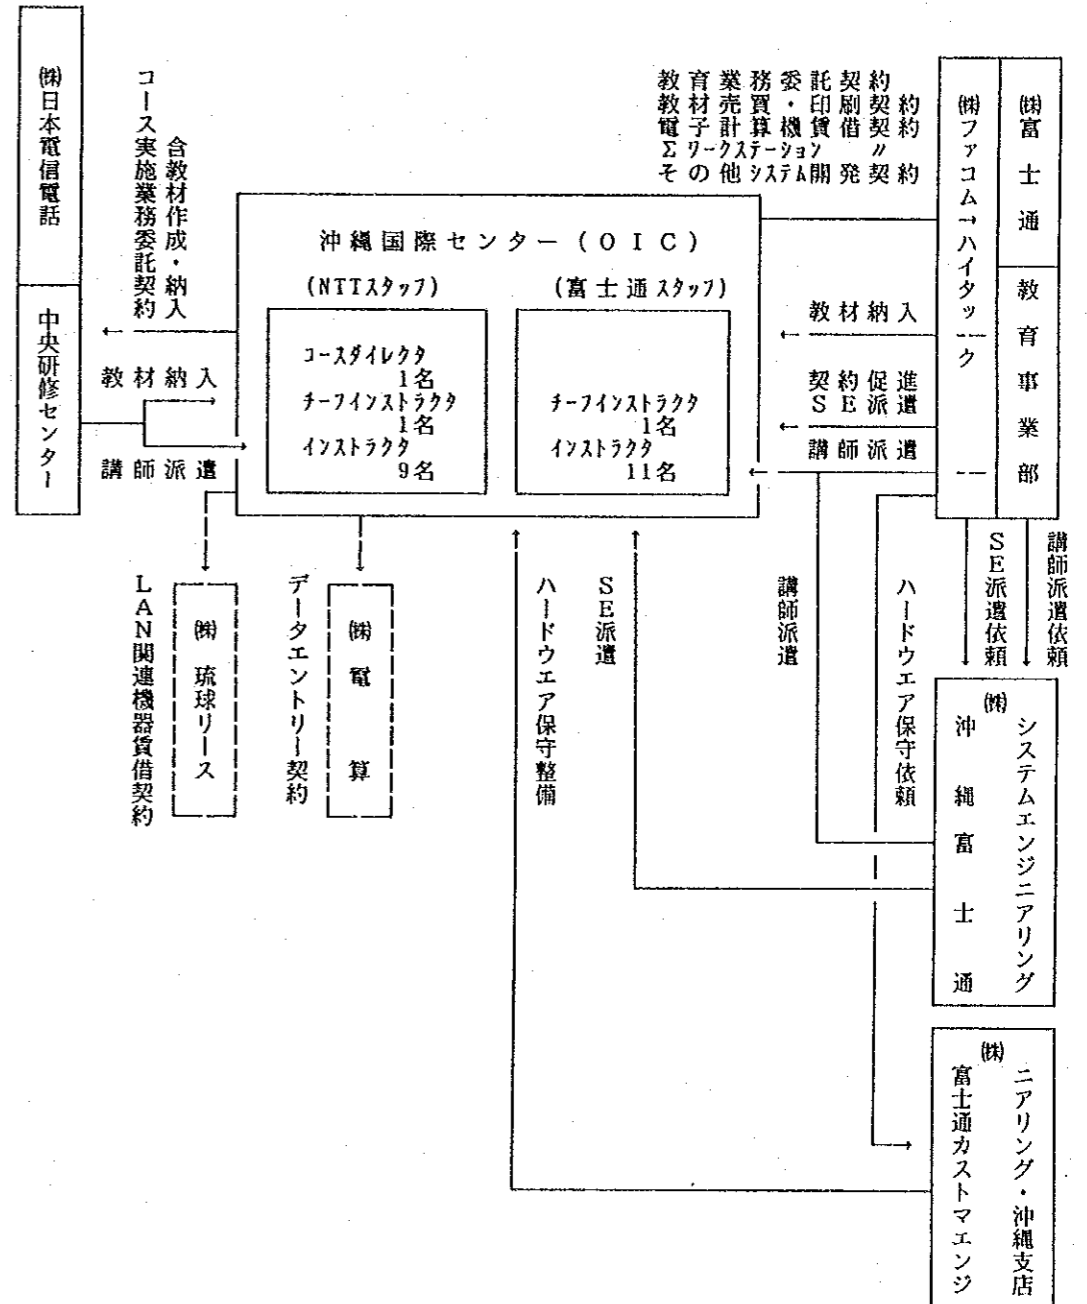 ㈱日本電信電話
中央研修センター
コース実施業務委託契約
含教材作成・納入
教材納入
講師派遣
沖縄国際センター(OIC)
(NTTスタッフ)
コースダイレクタ
1名
チーフインストラクタ
1名
インストラクタ
9名
(富士通スタッフ)
チーフインストラクタ
1名
インストラクタ
11名
教育業務委託契約
教材売買・印刷契約
電子計算機賃借契約
Σワークステーション 〃
その他システム開発契約
教材納入
契約促進
SE派遣
講師派遣
㈱ファコム―ハイタック
㈱富士通
教育事業部
LAN関連機器賃借契約
㈱琉球リース
データエントリー契約
㈱電算
ハードウエア保守整備
SE派遣
講師派遣
ハードウエア保守依頼
SE派遣依頼
講師派遣依頼
㈱沖縄富士通
システムエンジニアリング
㈱富士通カストマエンジ
ニアリング・沖縄支店